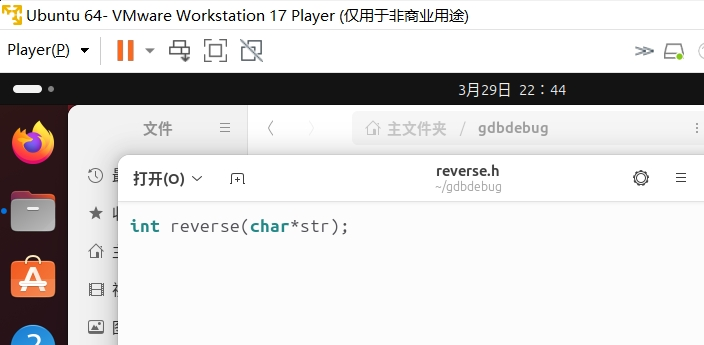 Ubuntu 64- VMware Workstation 17 Player (仅用于非商业用途)
Player(P)
3月29日 22：44
文件
主文件夹 / gdbdebug
打开(O)
reverse.h
~/gdbdebug
int reverse(char*str);